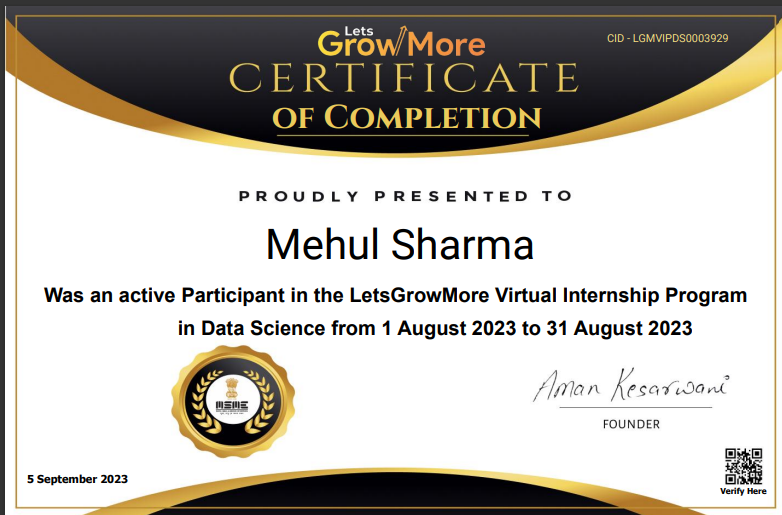 Lets
GrowMore
CID - LGMVIPDS0003929
CERTIFICATE
OF COMPLETION
PROUDLY PRESENTED TO
Mehul Sharma
Was an active Participant in the LetsGrowMore Virtual Internship Program
in Data Science from 1 August 2023 to 31 August 2023
MSME
Aman Kesarwani
FOUNDER
5 September 2023
Verify Here